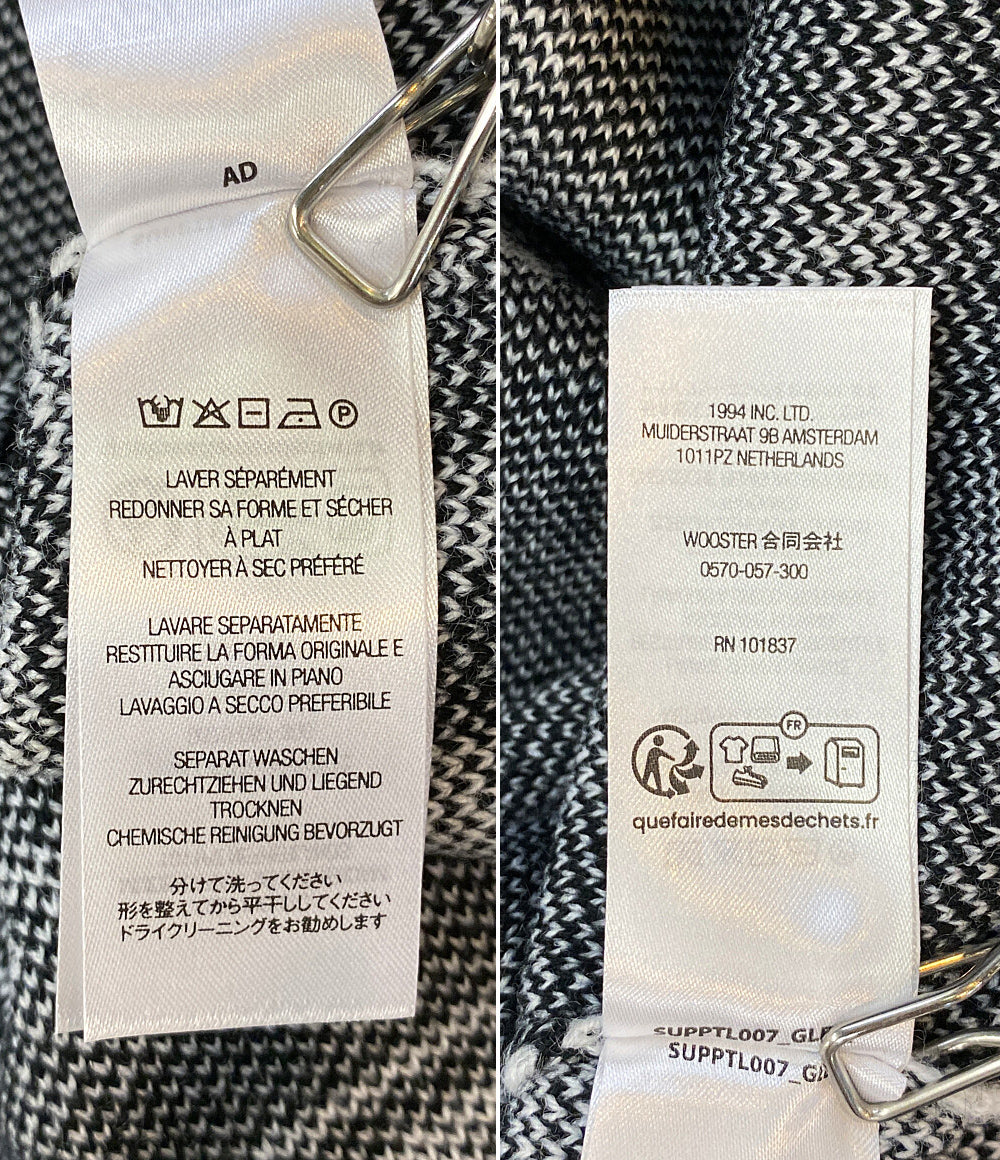 AD
LAVER SÉPARÉMENT
REDONNER SA FORME ET SÉCHER
À PLAT
NETTOYER À SEC PRÉFÉRÉ
LAVARE SEPARATAMENTE
RESTITUIRE LA FORMA ORIGINALE E
ASCIUGARE IN PIANO
LAVAGGIO A SECCO PREFERIBILE
SEPARAT WASCHEN
ZURECHTZIEHEN UND LIEGEND
TROCKNEN
CHEMISCHE REINIGUNG BEVORZUGT
分けて洗ってください
形を整えてから平干ししてください
ドライクリーニングをお勧めします
P
1994 INC. LTD.
MUIDERSTRAAT 9B AMSTERDAM
1011PZ NETHERLANDS
WOOSTER 合同会社
0570-057-300
RN 101837
FR
quefairedemesdechets.fr